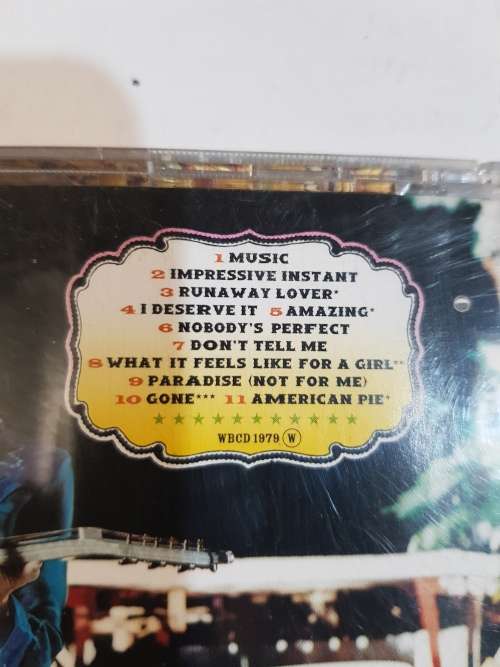 1 MUSIC
2 IMPRESSIVE INSTANT
3 RUNAWAY LOVER*
4 I DESERVE IT 5 AMAZING*
6 NOBODY'S PERFECT
7 DON'T TELL ME
8 WHAT IT FEELS LIKE FOR A GIRL**
9 PARADISE (NOT FOR ME)
10 GONE*** 11 AMERICAN PIE*
WBCD 1979 W